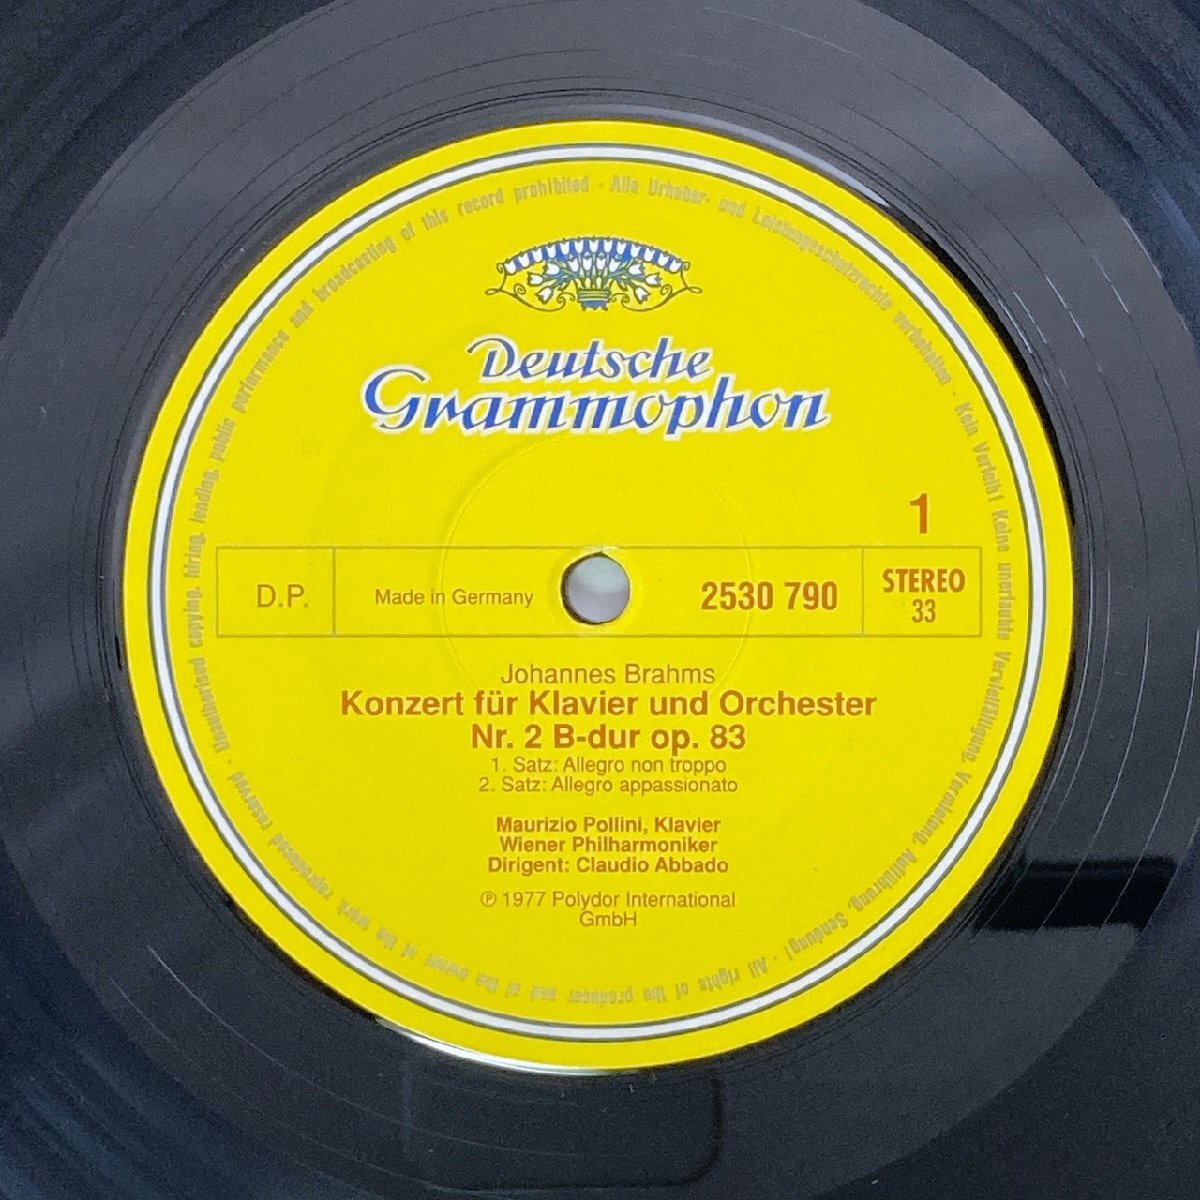 Deutsche
Grammophon
1
D.P.
Made in Germany
2530 790
STEREO
33
Johannes Brahms
Konzert für Klavier und Orchester
Nr. 2 B-dur op. 83
1. Satz: Allegro non troppo
2. Satz: Allegro appassionato
Maurizio Pollini, Klavier
Wiener Philharmoniker
Dirigent: Claudio Abbado
℗ 1977 Polydor International
GmbH
Alle Urheber- und Leistungsschutzrechte vorbehalten · Kein Verleih! Keine unerlaubte Vervielfältigung, Vermietung, Aufführung, Sendung! · All rights of the producer and of the owner of the work reproduced reserved · Unauthorised copying, hiring, lending, public performance and broadcasting of this record prohibited ·